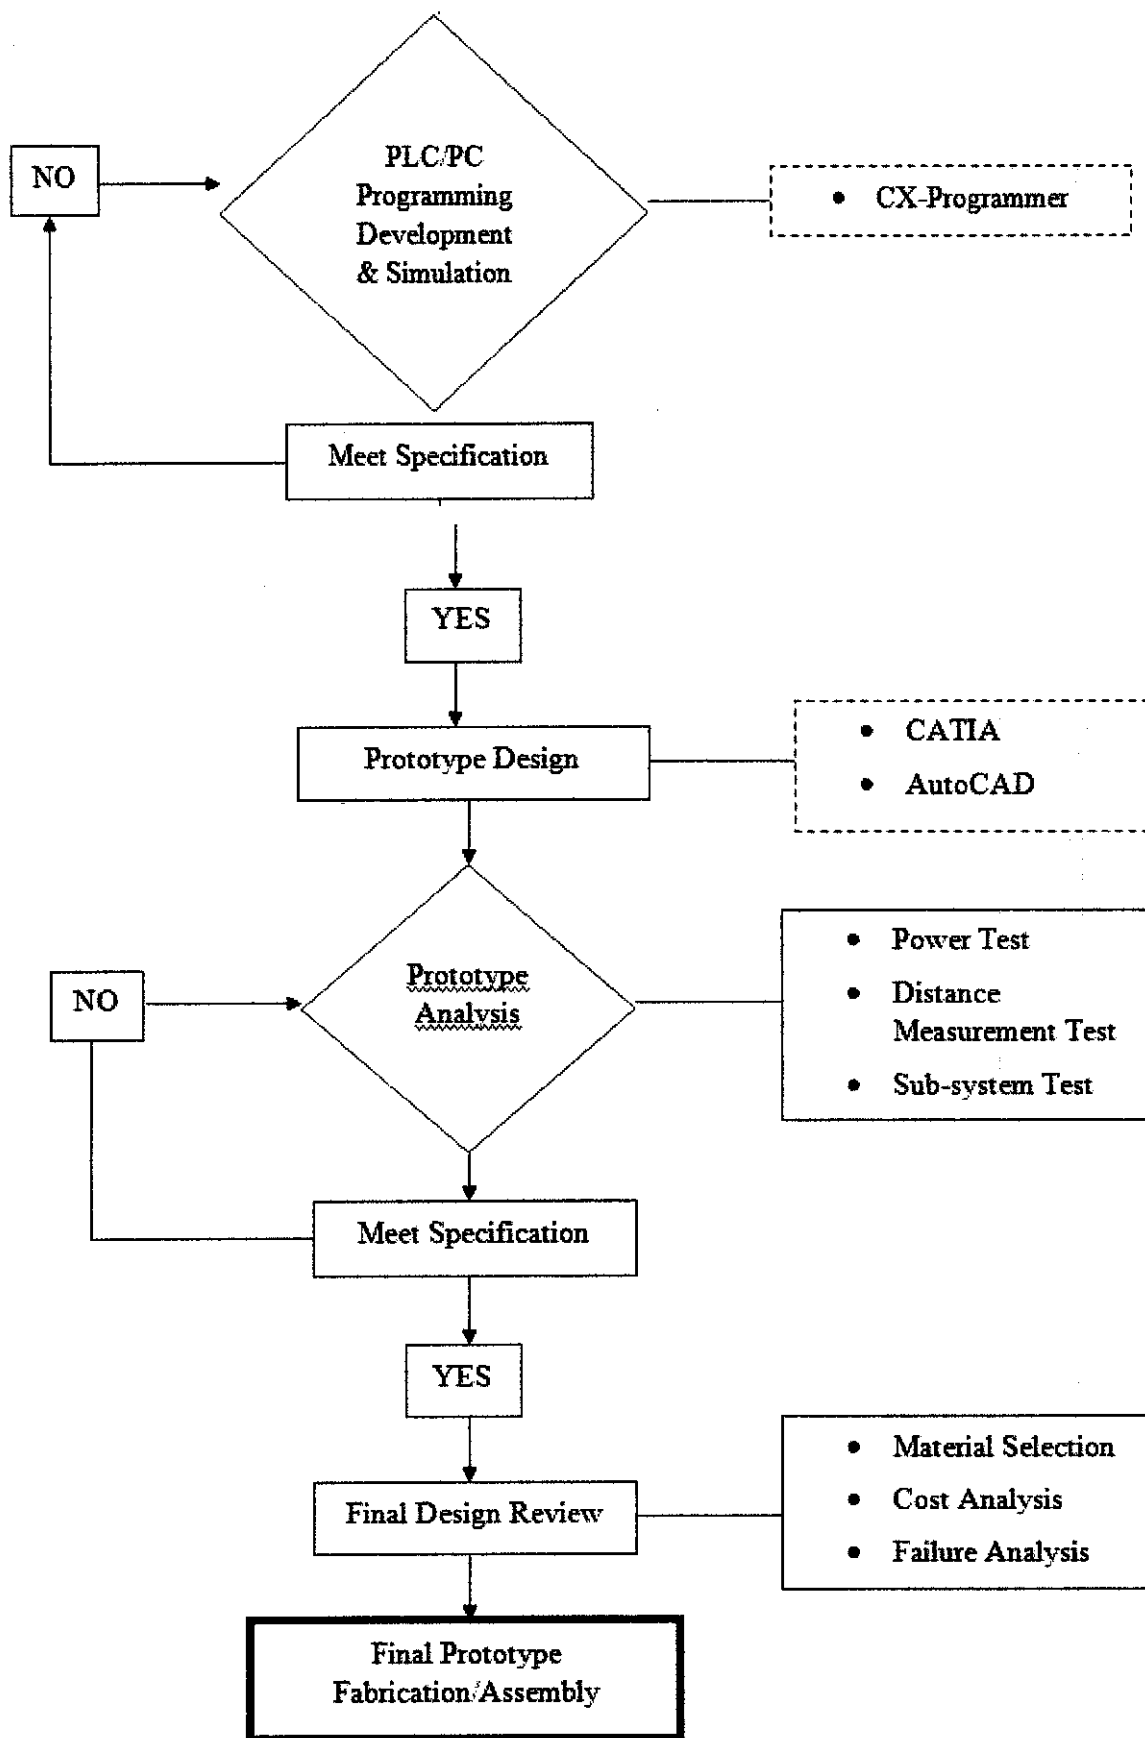 PLC/PC
Programming
Development
& Simulation
NO
• CX-Programmer
Meet Specification
YES
Prototype Design
• CATIA
• AutoCAD
Prototype
Analysis
NO
• Power Test
• Distance
Measurement Test
• Sub-system Test
Meet Specification
YES
Final Design Review
• Material Selection
• Cost Analysis
• Failure Analysis
Final Prototype
Fabrication/Assembly